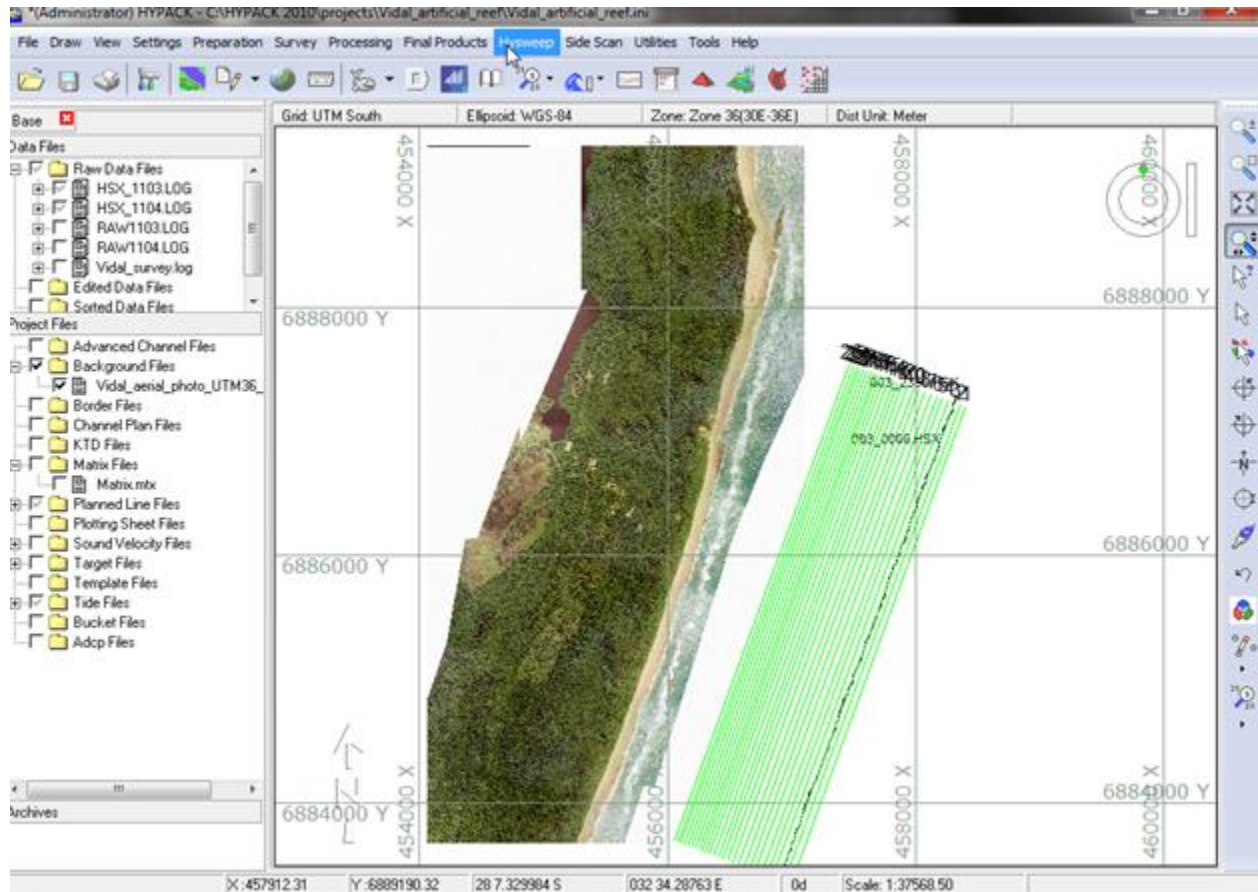 *(Administrator) HYPACK - C:\HYPACK 2010\projects\Vidal_artificial_reef\Vidal_artificial_reef.ini
File Draw View Settings Preparation Survey Processing Final Products Hysweep Side Scan Utilities Tools Help
Base
Data Files
Raw Data Files
HSX_1103.LOG
HSX_1104.LOG
RAW1103.LOG
RAW1104.LOG
Vidal_survey.log
Edited Data Files
Sorted Data Files
Project Files
Advanced Channel Files
Background Files
Vidal_aerial_photo_UTM36_
Border Files
Channel Plan Files
KTD Files
Matrix Files
Matrix.mtx
Planned Line Files
Plotting Sheet Files
Sound Velocity Files
Target Files
Template Files
Tide Files
Bucket Files
Adcp Files
Archives
Grid: UTM South Ellipsoid: WGS-84 Zone: Zone 36(30E-36E) Dist Unit: Meter
454000 X
458000 X
6888000 Y
6888000 Y
003_0006.HSX
6886000 Y
6886000 Y
6884000 Y
6884000 Y
454000 X
458000 X
460000 X
X:457912.31 Y:6889190.32 28 7.329984 S 032 34.28763 E 0d Scale: 1:37568.50